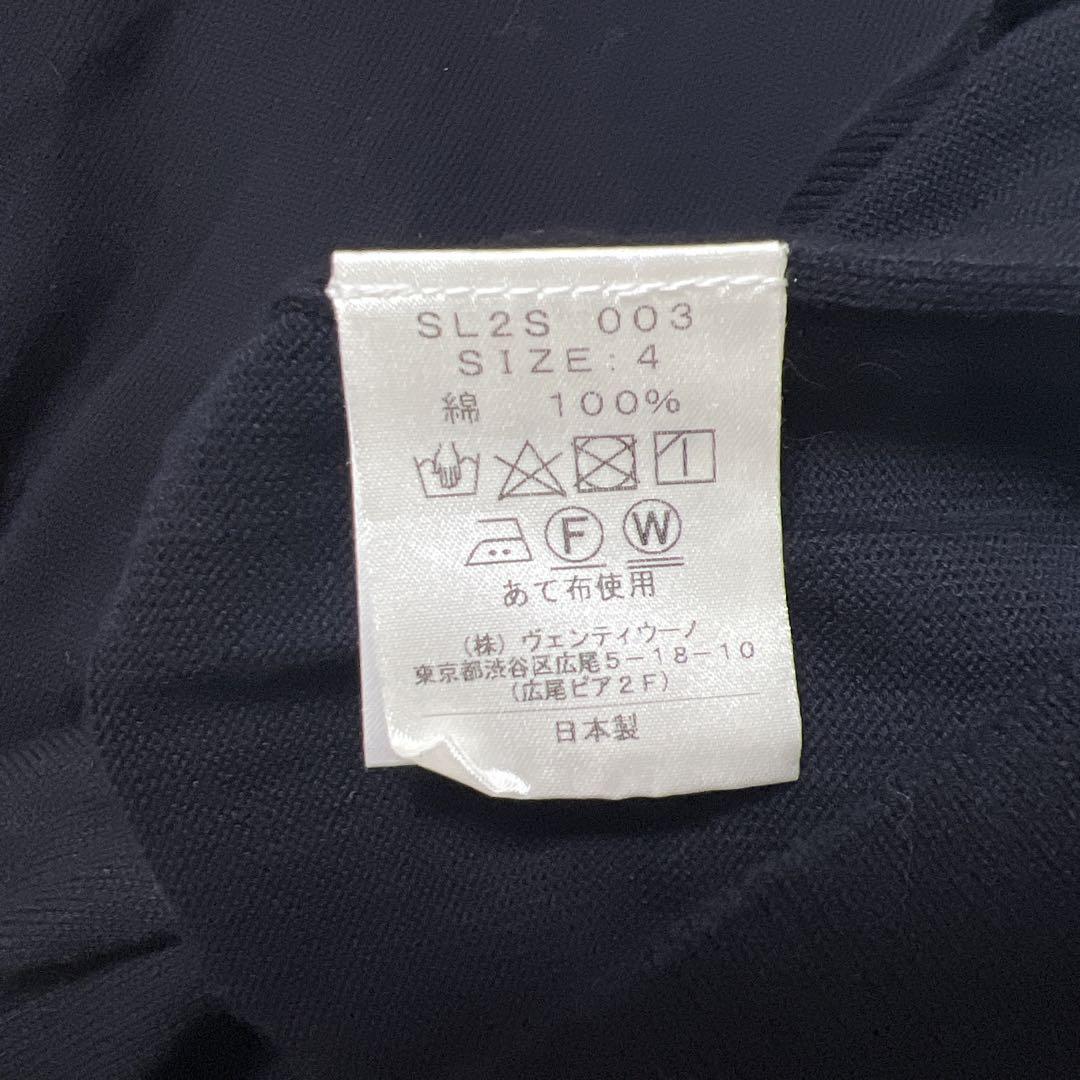 SL2S 003
SIZE:4
綿 100%
F W
あて布使用
(株)ヴェンティウーノ
東京都渋谷区広尾5-18-10
(広尾ピア2F)
日本製